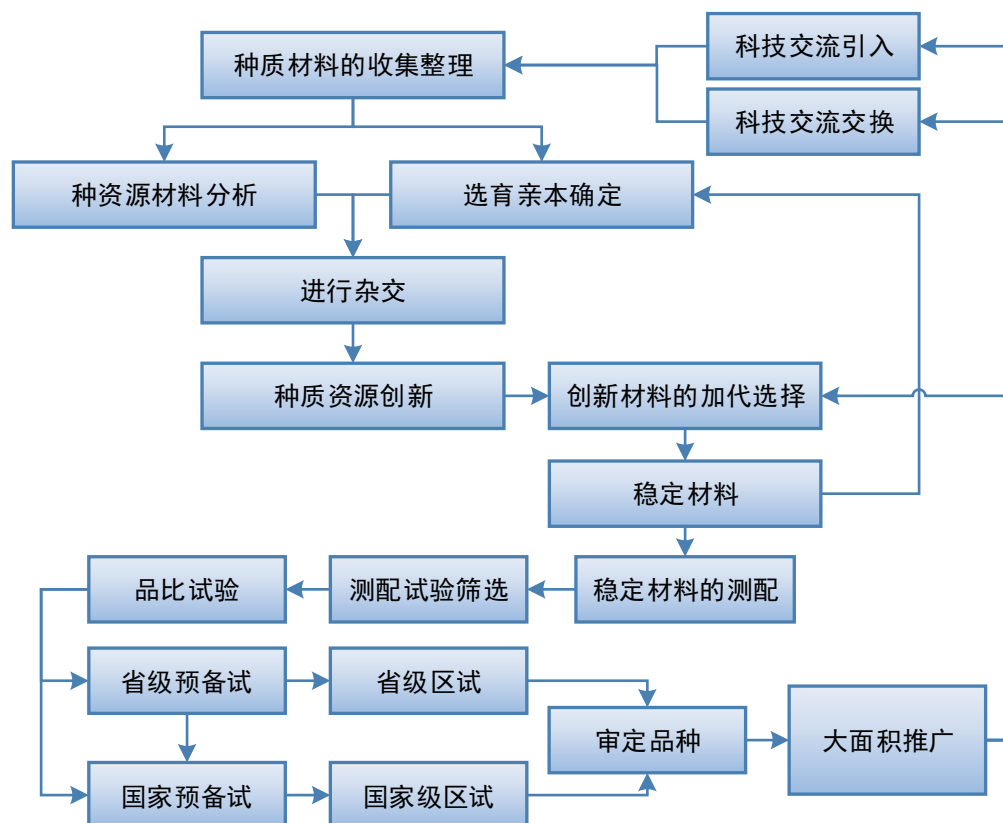 种质材料的收集整理
科技交流引入
科技交流交换
种资源材料分析
选育亲本确定
进行杂交
种质资源创新
创新材料的加代选择
稳定材料
品比试验
测配试验筛选
稳定材料的测配
省级预备试
省级区试
审定品种
大面积推广
国家预备试
国家级区试